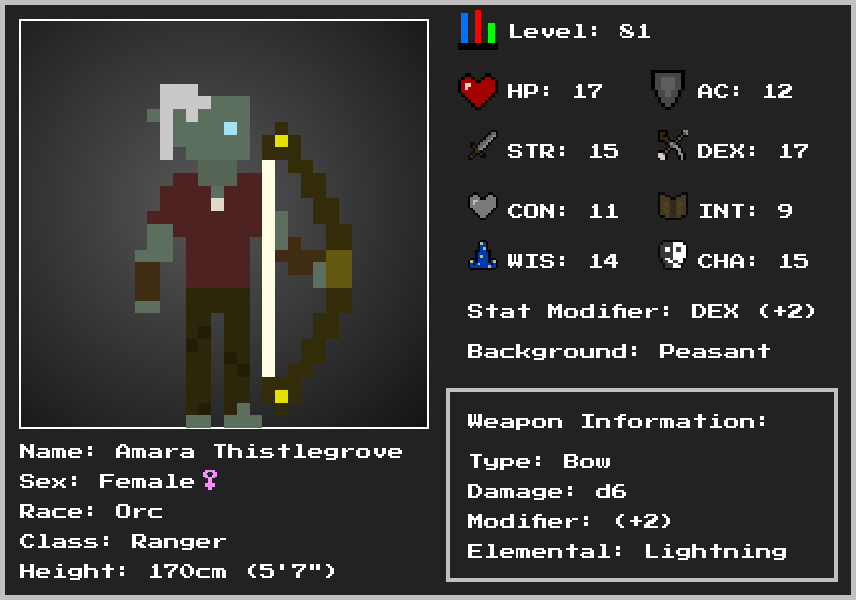 Level: 81
HP: 17
AC: 12
STR: 15
DEX: 17
CON: 11
INT: 9
WIS: 14
CHA: 15
Stat Modifier: DEX (+2)
Background: Peasant
Name: Amara Thistlegrove
Sex: Female♀
Race: Orc
Class: Ranger
Height: 170cm (5'7")
Weapon Information:
Type: Bow
Damage: d6
Modifier: (+2)
Elemental: Lightning